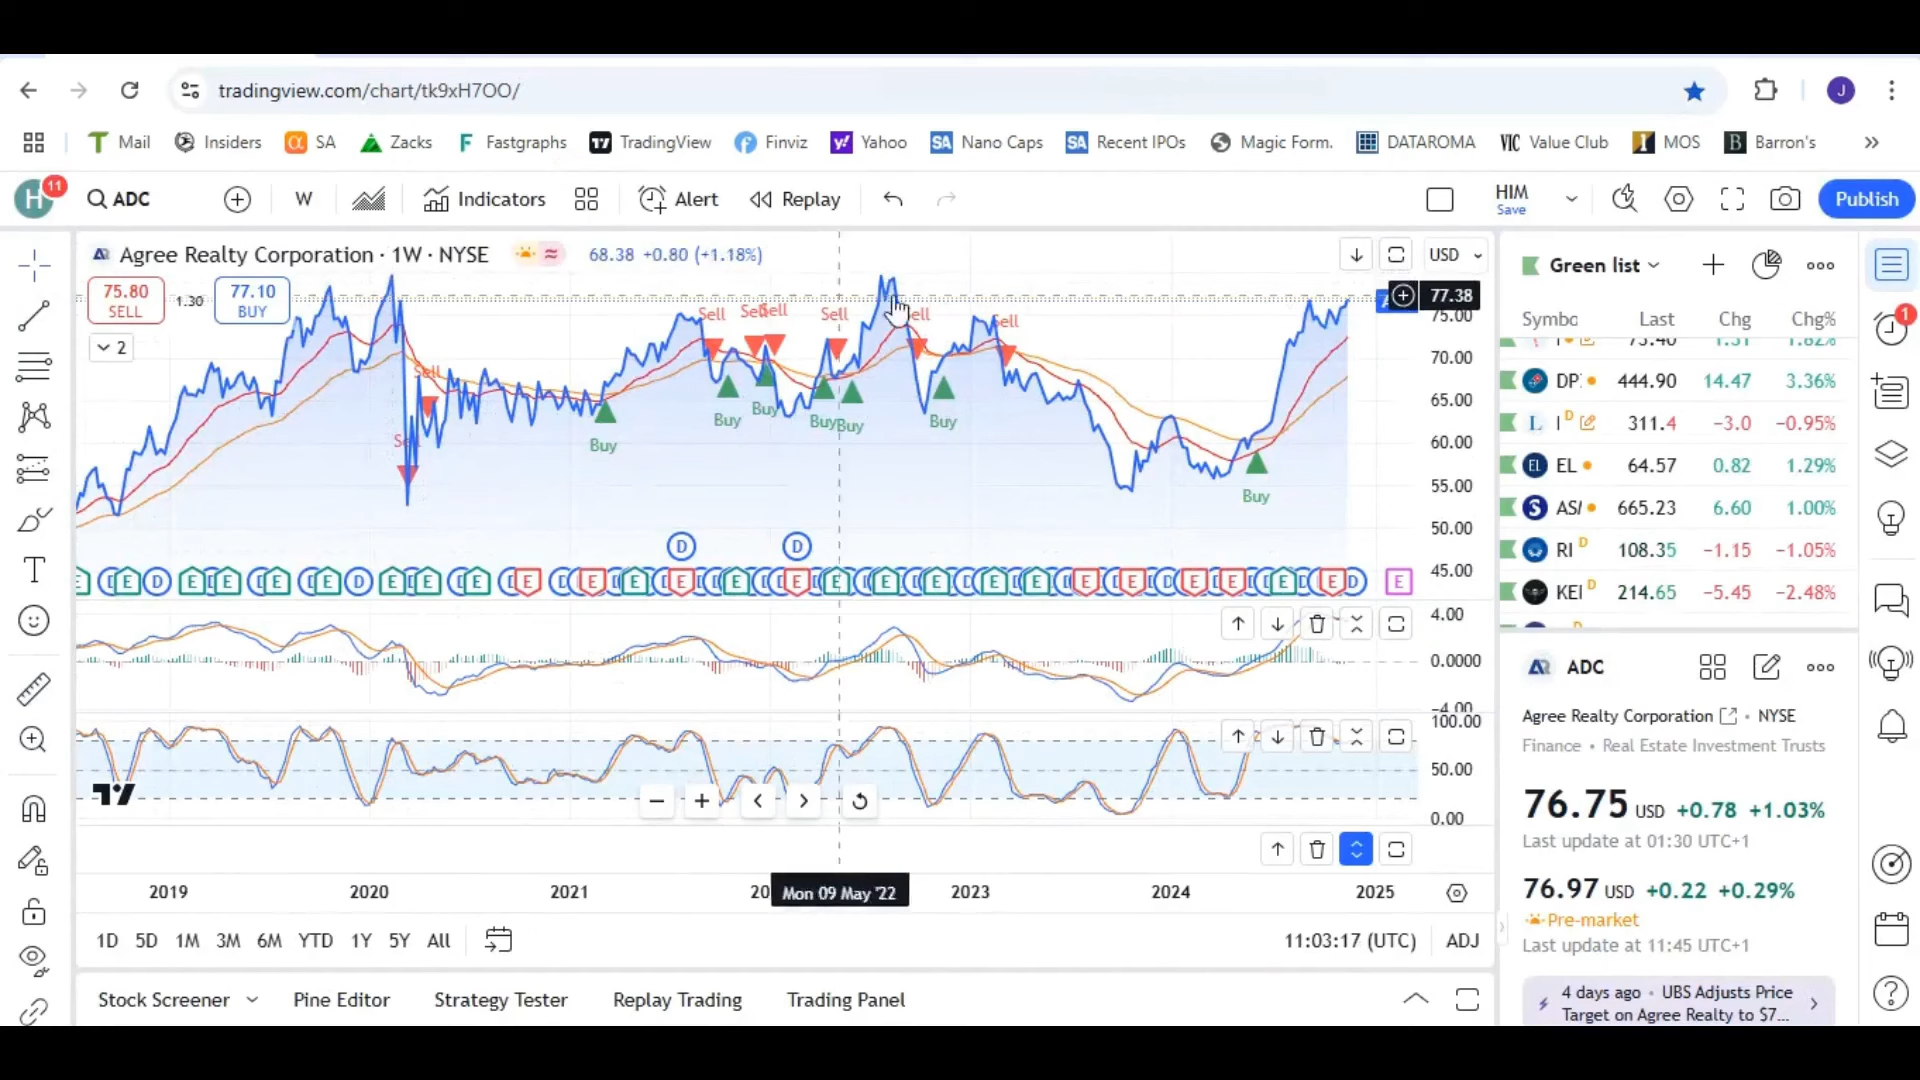 tradingview.com/chart/tk9xH7OO/
J
Mail Insiders SA Zacks Fastgraphs TradingView Finviz Yahoo Nano Caps Recent IPOs Magic Form. DATAROMA Value Club MOS Barron's
H 11 ADC W Indicators Alert Replay HIM Save Publish
Agree Realty Corporation · 1W · NYSE 68.38 +0.80 (+1.18%) USD
75.80 SELL 1.30 77.10 BUY
2
77.38
75.00
70.00
65.00
60.00
55.00
50.00
45.00
Sell Sell Sell Sell Sell
Sell
Buy Buy Buy Buy Buy
Buy
Buy
D D
4.00
0.0000
-4.00
100.00
50.00
0.00
2019 2020 2021 Mon 09 May '22 2023 2024 2025
1D 5D 1M 3M 6M YTD 1Y 5Y All 11:03:17 (UTC) ADJ
Stock Screener Pine Editor Strategy Tester Replay Trading Trading Panel
Green list
Symbo Last Chg Chg%
DP 444.90 14.47 3.36%
L 311.4 −3.0 −0.95%
EL 64.57 0.82 1.29%
665.23 6.60 1.00%
RI D 108.35 −1.15 −1.05%
KEI D 214.65 −5.45 −2.48%
ADC
Agree Realty Corporation · NYSE
Finance · Real Estate Investment Trusts
76.75 USD +0.78 +1.03%
Last update at 01:30 UTC+1
76.97 USD +0.22 +0.29%
Pre-market
Last update at 11:45 UTC+1
4 days ago · UBS Adjusts Price
Target on Agree Realty to $7...
1